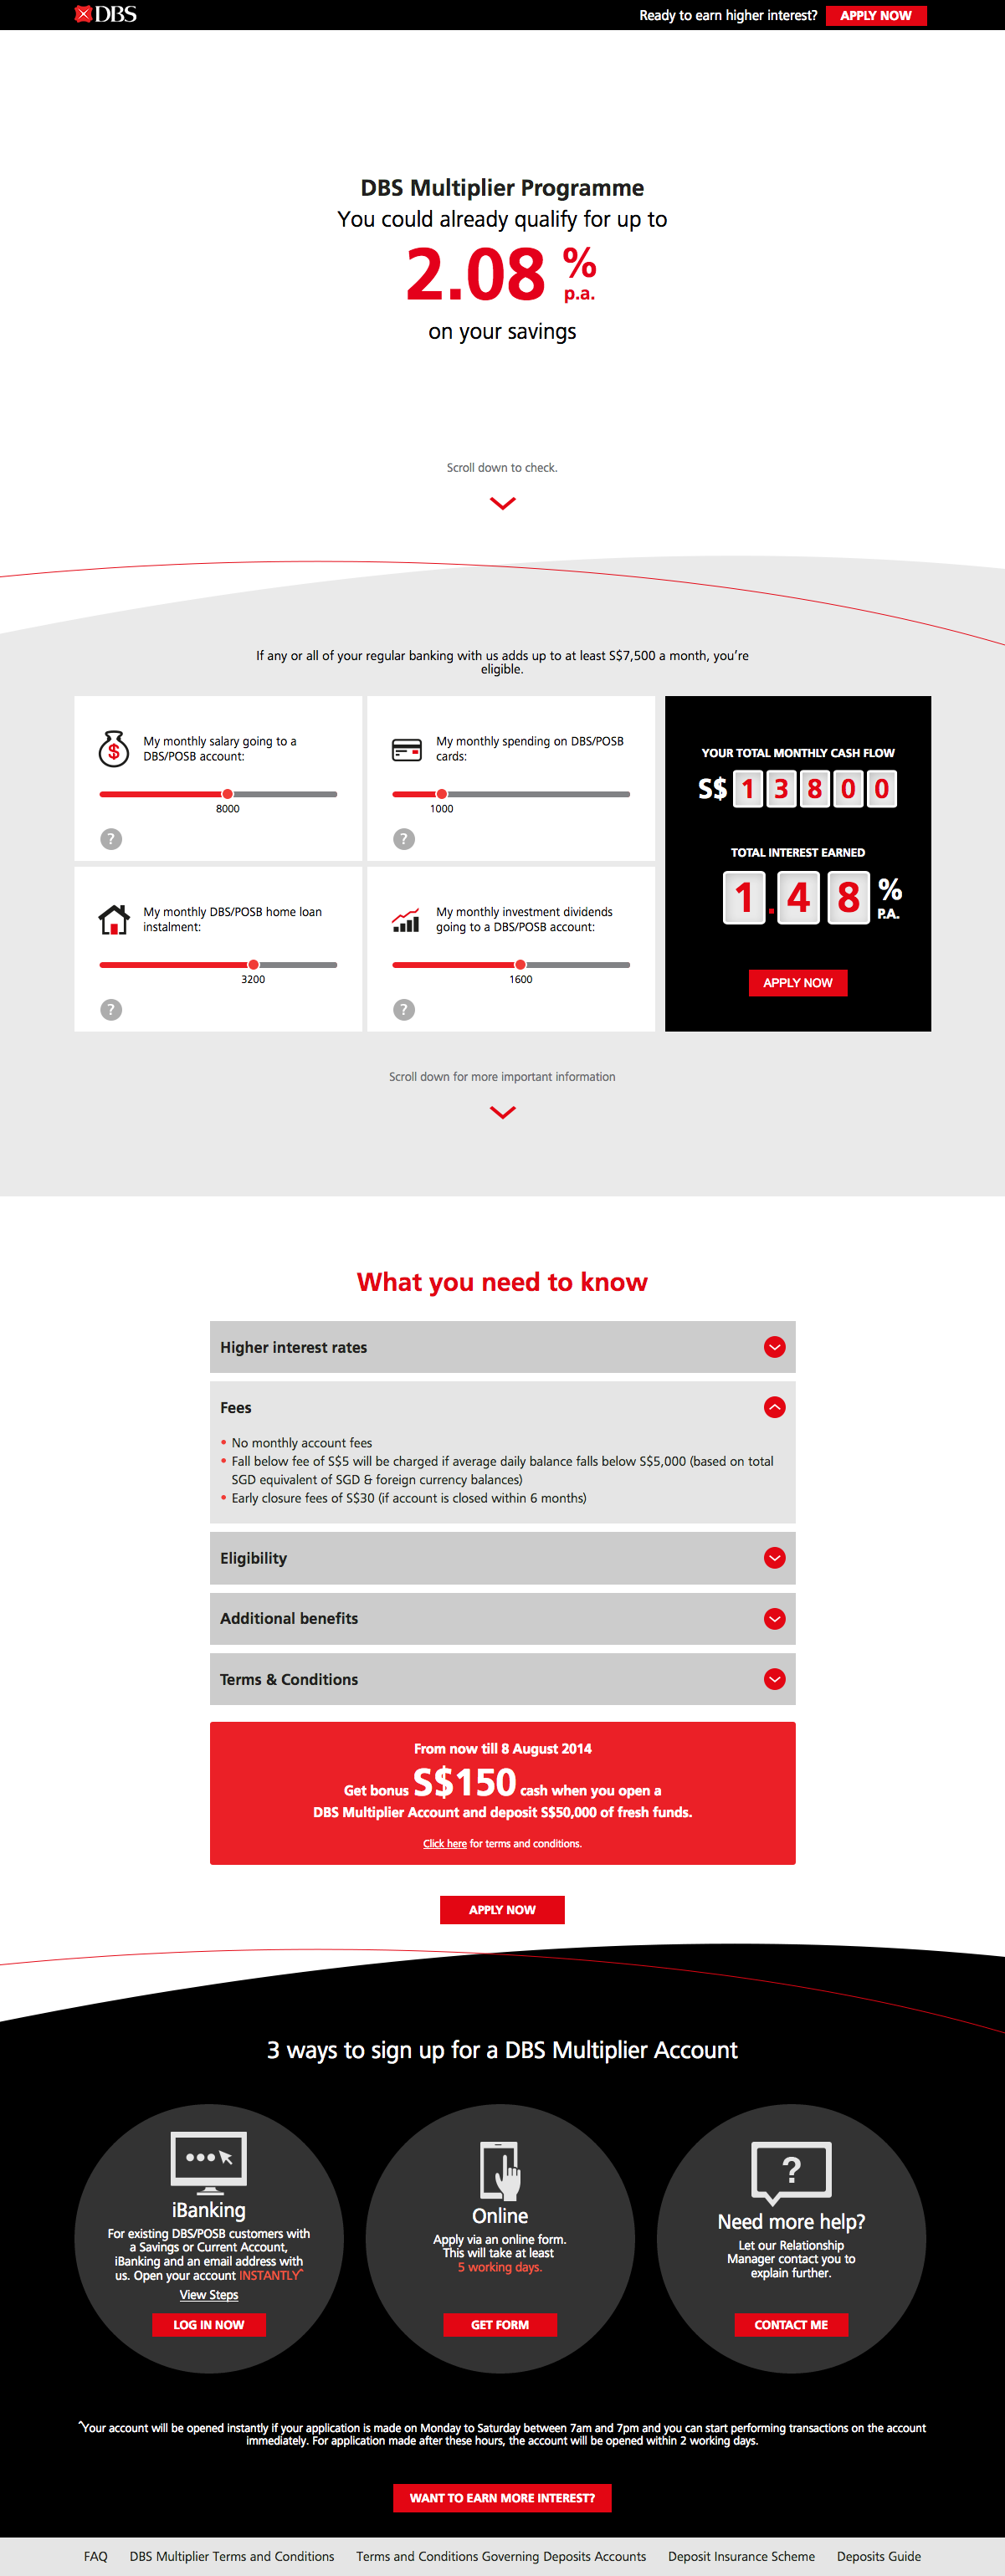 DBS
Ready to earn higher interest? APPLY NOW
DBS Multiplier Programme
You could already qualify for up to
2.08 % p.a.
on your savings
Scroll down to check.
If any or all of your regular banking with us adds up to at least S$7,500 a month, you’re
eligible.
My monthly salary going to a
DBS/POSB account:
8000
?
My monthly spending on DBS/POSB
cards:
1000
?
My monthly DBS/POSB home loan
instalment:
3200
?
My monthly investment dividends
going to a DBS/POSB account:
1600
?
YOUR TOTAL MONTHLY CASH FLOW
S$ 1 3 8 0 0
TOTAL INTEREST EARNED
1.48 % P.A.
APPLY NOW
Scroll down for more important information
What you need to know
Higher interest rates
Fees
• No monthly account fees
• Fall below fee of S$5 will be charged if average daily balance falls below S$5,000 (based on total
SGD equivalent of SGD & foreign currency balances)
• Early closure fees of S$30 (if account is closed within 6 months)
Eligibility
Additional benefits
Terms & Conditions
From now till 8 August 2014
Get bonus S$150 cash when you open a
DBS Multiplier Account and deposit S$50,000 of fresh funds.
Click here for terms and conditions.
APPLY NOW
3 ways to sign up for a DBS Multiplier Account
iBanking
For existing DBS/POSB customers with
a Savings or Current Account,
iBanking and an email address with
us. Open your account INSTANTLY^
View Steps
LOG IN NOW
Online
Apply via an online form.
This will take at least
5 working days.
GET FORM
?
Need more help?
Let our Relationship
Manager contact you to
explain further.
CONTACT ME
^Your account will be opened instantly if your application is made on Monday to Saturday between 7am and 7pm and you can start performing transactions on the account
immediately. For application made after these hours, the account will be opened within 2 working days.
WANT TO EARN MORE INTEREST?
FAQ DBS Multiplier Terms and Conditions Terms and Conditions Governing Deposits Accounts Deposit Insurance Scheme Deposits Guide